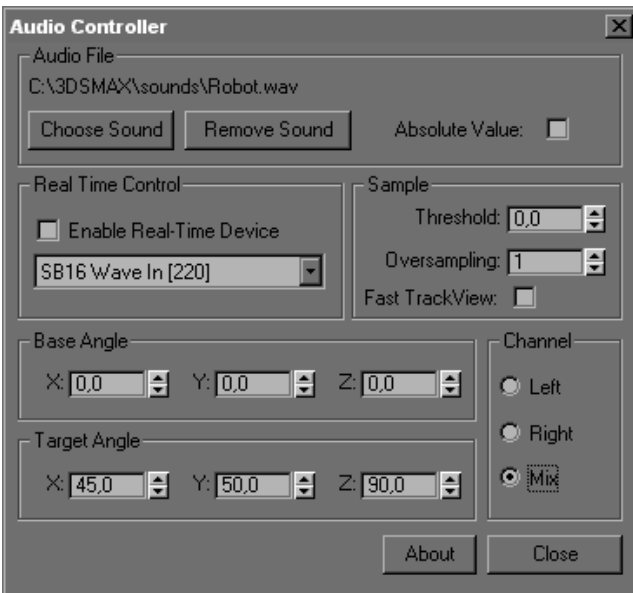 Audio Controller
Audio File
C:\3DSMAX\sounds\Robot.wav
Choose Sound Remove Sound Absolute Value:
Real Time Control
Enable Real-Time Device
SB16 Wave In [220]
Sample
Threshold: 0,0
Oversampling: 1
Fast TrackView:
Base Angle
X: 0,0 Y: 0,0 Z: 0,0
Target Angle
X: 45,0 Y: 50,0 Z: 90,0
Channel
Left
Right
Mix
About Close